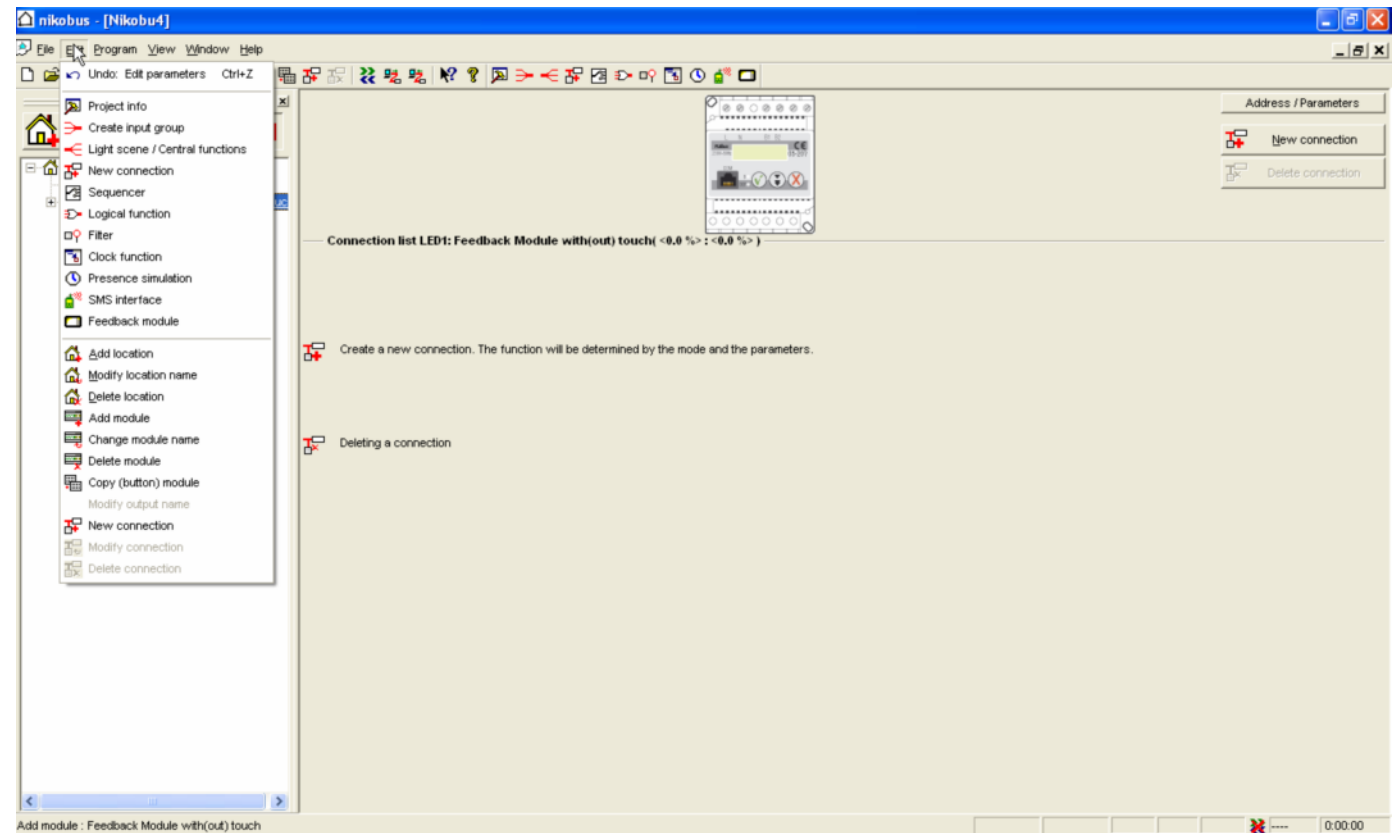 nikobus - [Nikobu4]
File Edit Program View Window Help
Undo: Edit parameters Ctrl+Z
Project info
Create input group
Light scene / Central functions
New connection
Sequencer
Logical function
Filter
Clock function
Presence simulation
SMS interface
Feedback module
Add location
Modify location name
Delete location
Add module
Change module name
Delete module
Copy (button) module
Modify output name
New connection
Modify connection
Delete connection
Address / Parameters
New connection
Delete connection
CE
Connection list LED1: Feedback Module with(out) touch( <0.0 %> : <0.0 %> )
Create a new connection. The function will be determined by the mode and the parameters.
Deleting a connection
Add module : Feedback Module with(out) touch
----
0:00:00